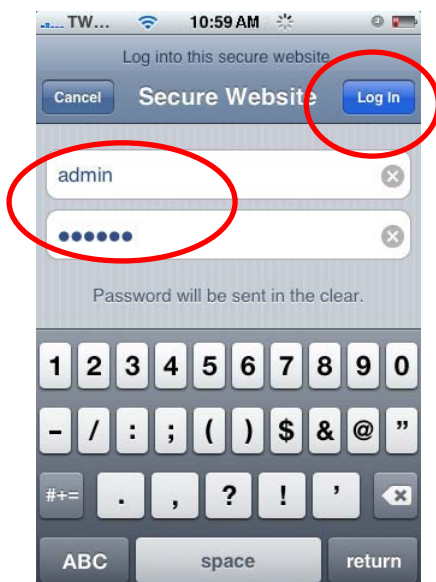 TW... 10:59 AM
Log into this secure website
Cancel Secure Website Log In
admin
••••••
Password will be sent in the clear.
1 2 3 4 5 6 7 8 9 0
- / : ; ( ) $ & @ ”
#+= . , ? ! ’
ABC space return